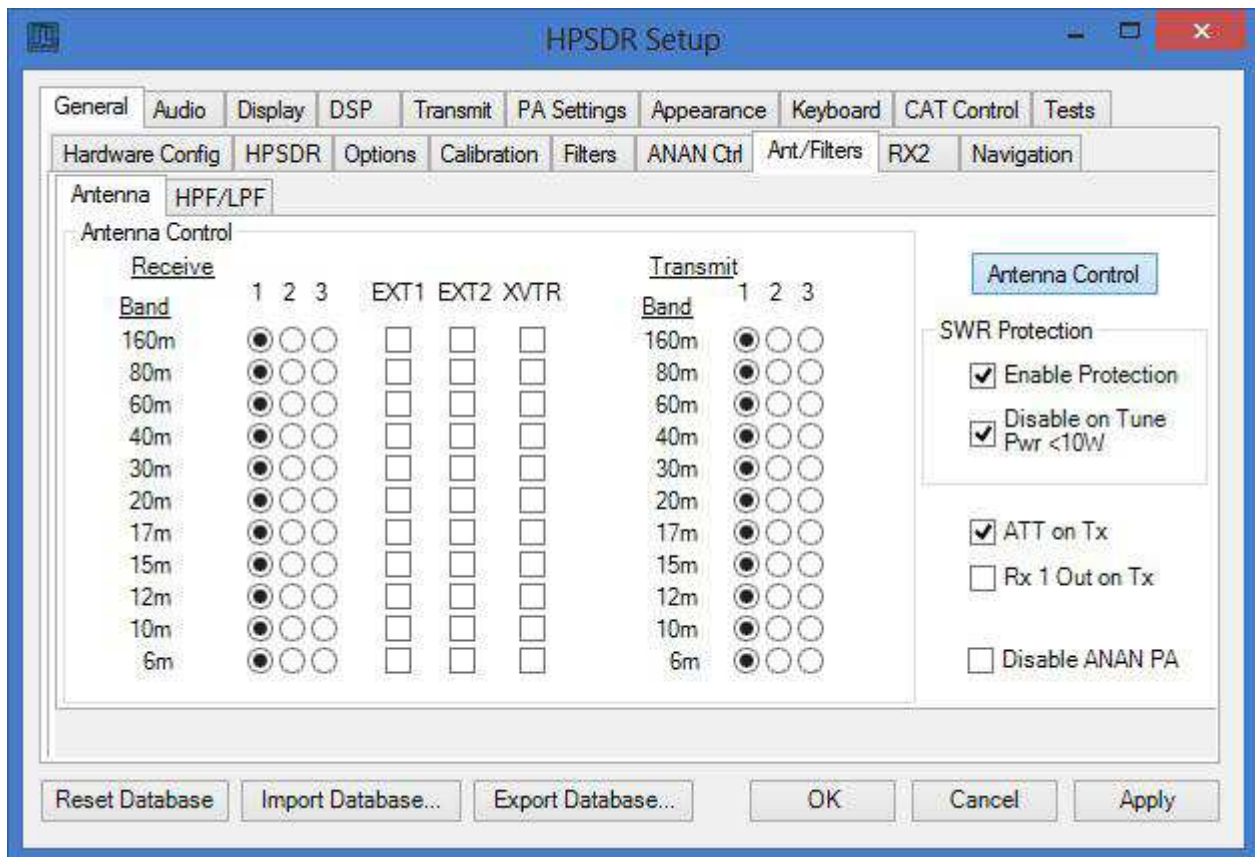 HPSDR Setup
General Audio Display DSP Transmit PA Settings Appearance Keyboard CAT Control Tests
Hardware Config HPSDR Options Calibration Filters ANAN Ctrl Ant./Filters RX2 Navigation
Antenna HPF/LPF
Antenna Control
Receive Transmit
Band 1 2 3 EXT1 EXT2 XVTR Band 1 2 3
160m 160m
80m 80m
60m 60m
40m 40m
30m 30m
20m 20m
17m 17m
15m 15m
12m 12m
10m 10m
6m 6m
Antenna Control
SWR Protection
Enable Protection
Disable on Tune
Pwr <10W
ATT on Tx
Rx 1 Out on Tx
Disable ANAN PA
Reset Database Import Database... Export Database... OK Cancel Apply